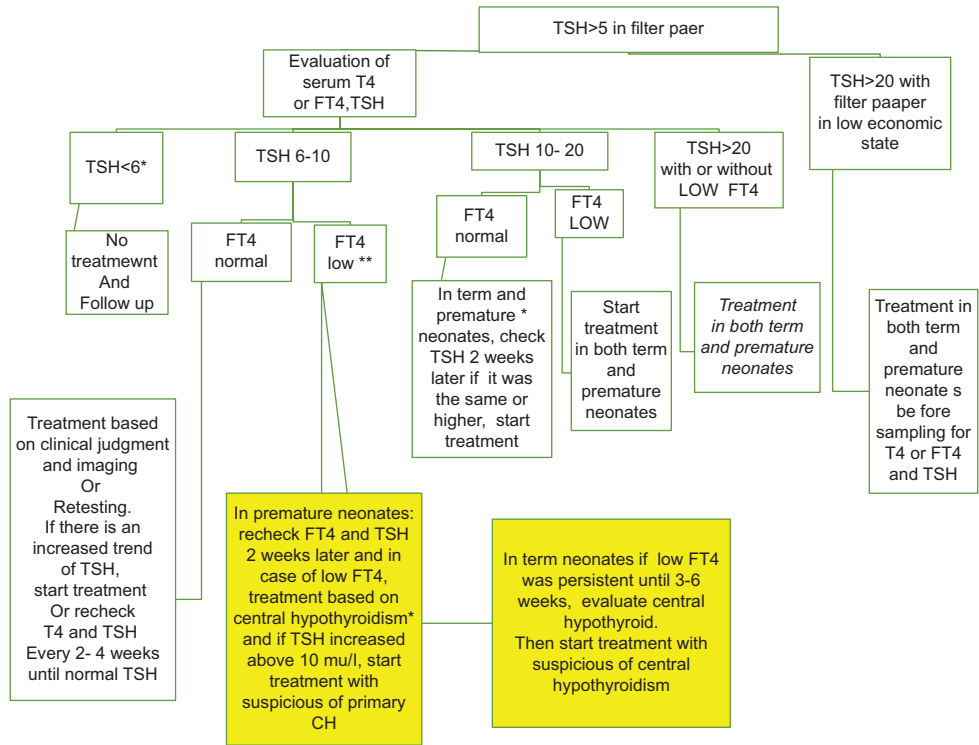 TSH>5 in filter paer
Evaluation of
serum T4
or FT4,TSH
TSH>20 with
filter paaper
in low economic
state
TSH<6*
TSH 6-10
TSH 10- 20
TSH>20
with or without
LOW FT4
No
treatmewnt
And
Follow up
FT4
normal
FT4
low **
FT4
normal
FT4
LOW
In term and
premature *
neonates, check
TSH 2 weeks
later if it was
the same or
higher, start
treatment
Start
treatment
in both term
and
premature
neonates
Treatment
in both term
and premature
neonates
Treatment in
both term
and
premature
neonate s
be fore
sampling for
T4 or FT4
and TSH
Treatment based
on clinical judgment
and imaging
Or
Retesting.
If there is an
increased trend
of TSH,
start treatment
Or recheck
T4 and TSH
Every 2- 4 weeks
until normal TSH
In premature neonates:
recheck FT4 and TSH
2 weeks later and in
case of low FT4,
treatment based on
central hypothyroidism*
and if TSH increased
above 10 mu/l, start
treatment with
suspicious of primary
CH
In term neonates if low FT4
was persistent until 3-6
weeks, evaluate central
hypothyroid.
Then start treatment with
suspicious of central
hypothyroidism